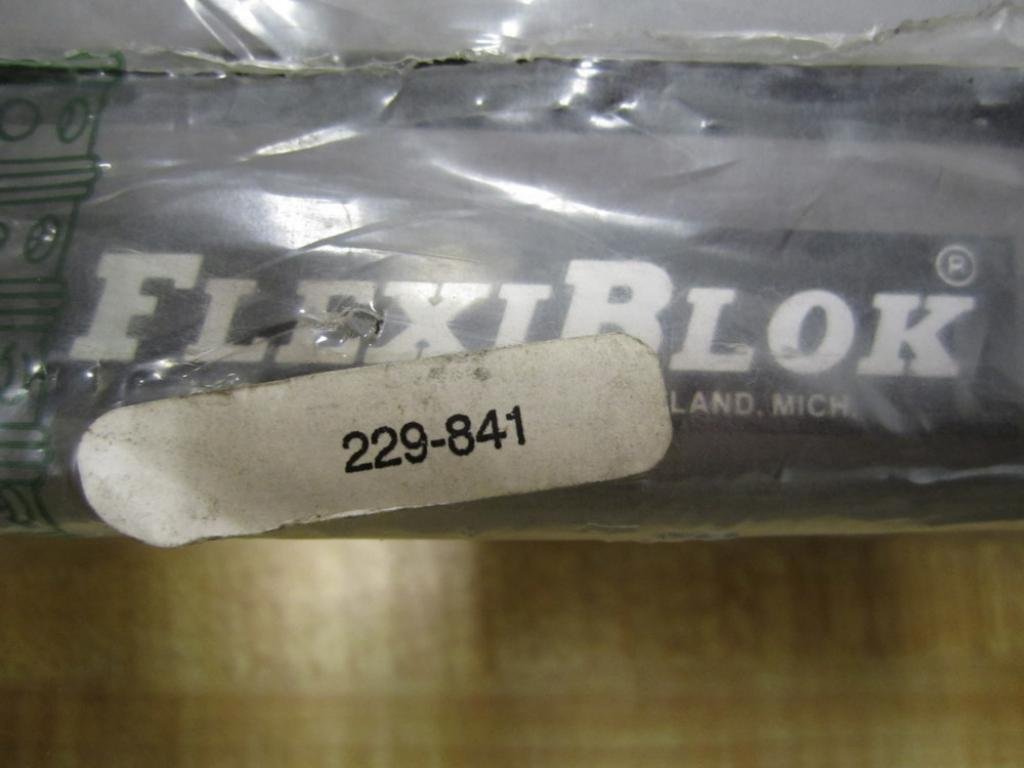 FLEXIBLOK ®
LAND, MICH.
229-841